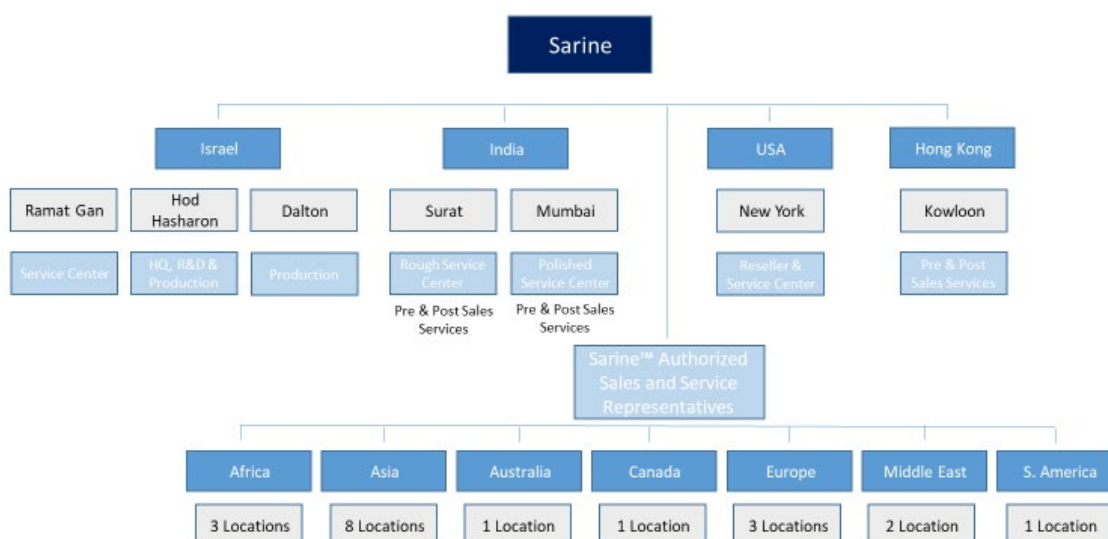 Sarine
Israel
India
USA
Hong Kong
Ramat Gan
Hod
Hasharon
Dalton
Surat
Mumbai
New York
Kowloon
Service Center
HQ, R&D &
Production
Production
Rough Service
Center
Polished
Service Center
Reseller &
Service Center
Pre & Post
Sales Services
Pre & Post Sales
Services
Pre & Post Sales
Services
Sarine™ Authorized
Sales and Service
Representatives
Africa
Asia
Australia
Canada
Europe
Middle East
S. America
3 Locations
8 Locations
1 Location
1 Location
3 Locations
2 Location
1 Location